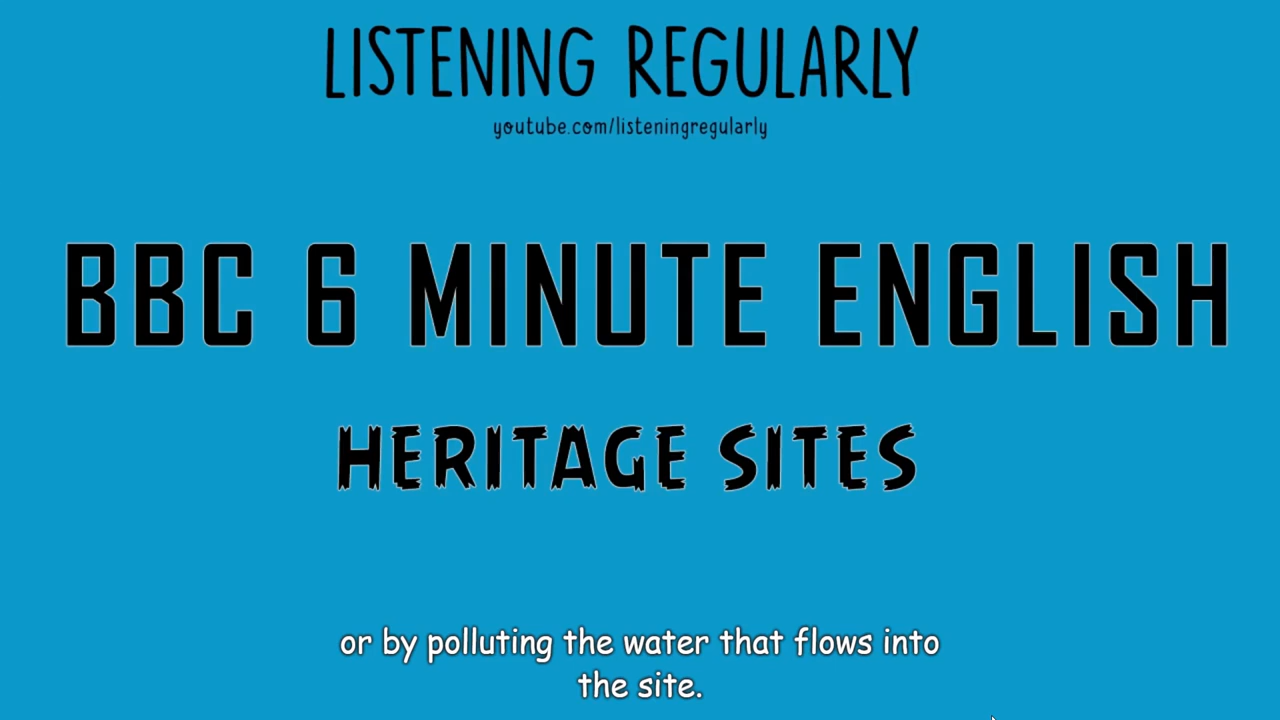 LISTENING REGULARLY
youtube.com/listeningregularly
BBC 6 MINUTE ENGLISH
HERITAGE SITES
or by polluting the water that flows into
the site.